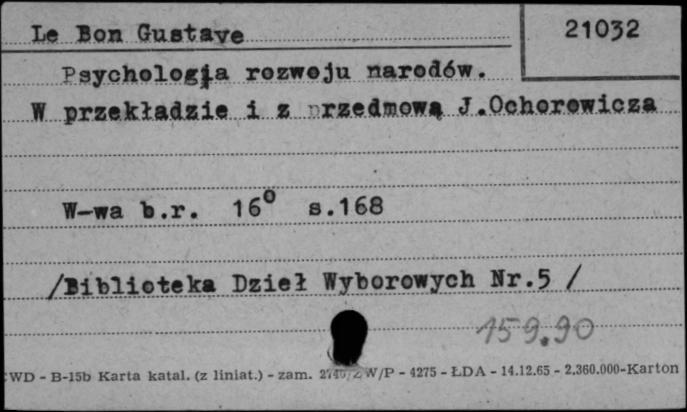 Le Bon Gustave
21032
Psychologja rozwoju narodów.
W przekładzie i z przedmową J.Ochorowicza
W-wa b.r. 16⁰ s.168
/Biblioteka Dzieł Wyborowych Nr.5 /
159.90
WD - B-15b Karta katal. (z liniat.) - zam. W/P - 4275 - ŁDA - 14.12.65 - 2.360.000-Karton